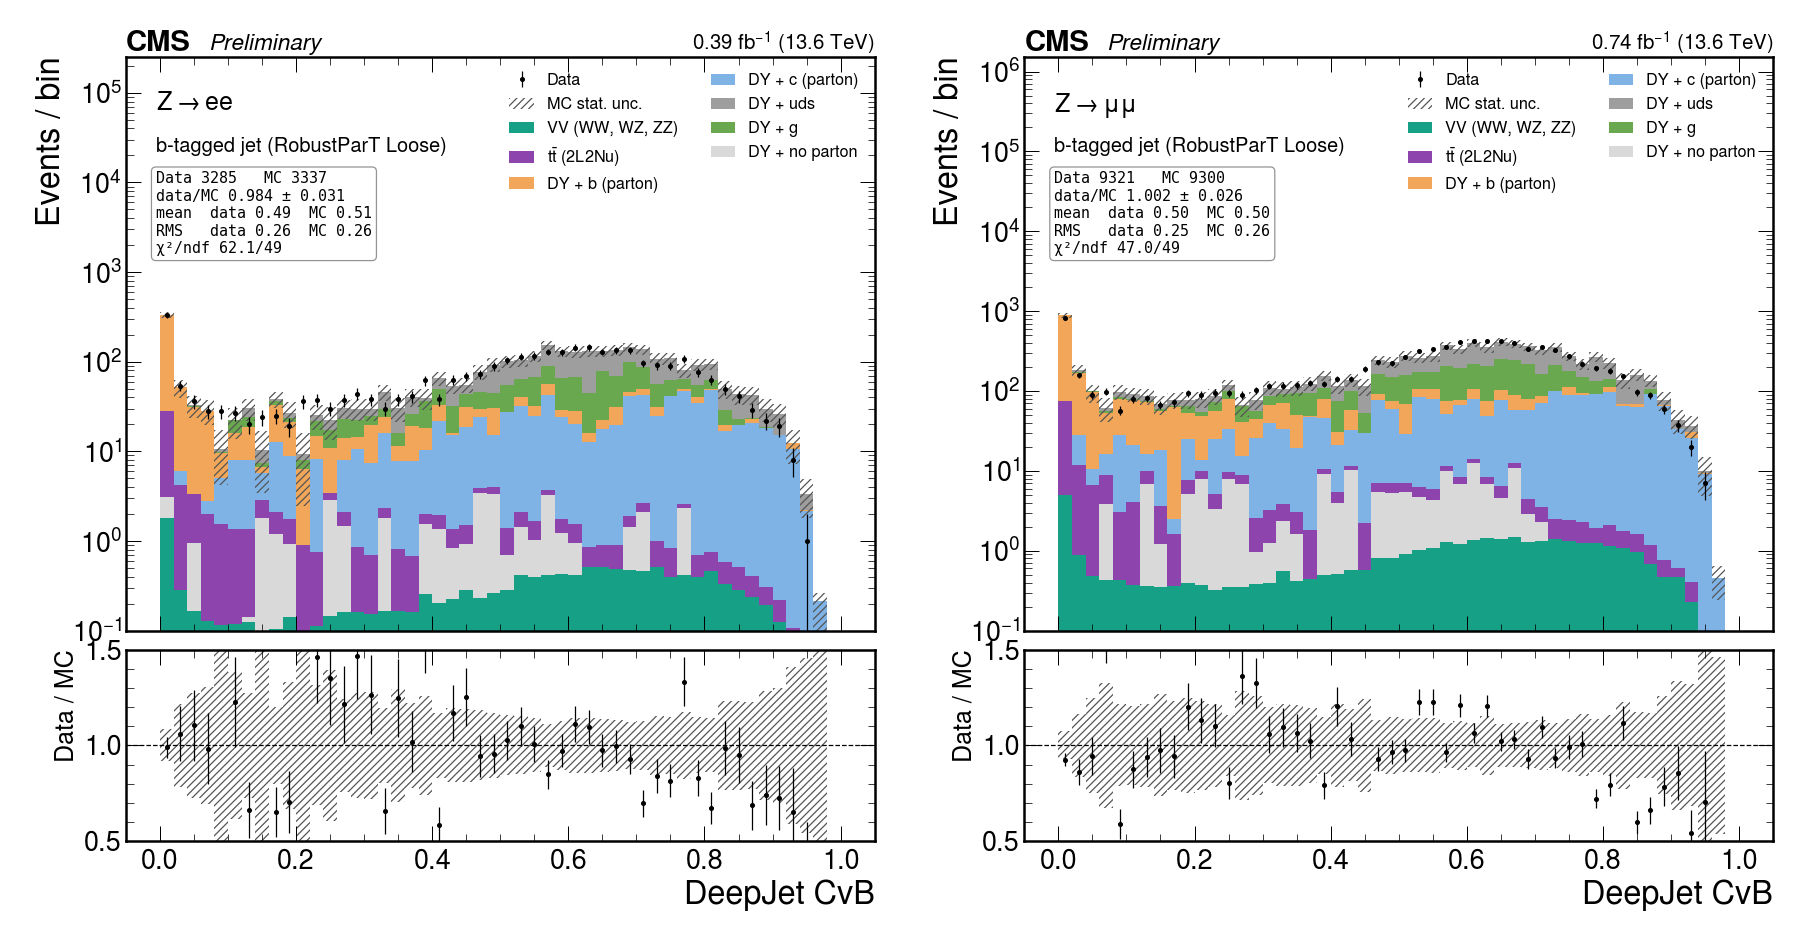 CMS Preliminary 0.39 fb⁻¹ (13.6 TeV)
Events / bin
10⁵
10⁴
10³
10²
10¹
10⁰
10⁻¹
Z → ee
b-tagged jet (RobustParT Loose)
Data 3285 MC 3337
data/MC 0.984 ± 0.031
mean data 0.49 MC 0.51
RMS data 0.26 MC 0.26
χ²/ndf 62.1/49
Data
MC stat. unc.
VV (WW, WZ, ZZ)
tt̄ (2L2Nu)
DY + b (parton)
DY + c (parton)
DY + uds
DY + g
DY + no parton
Data / MC
1.5
1.0
0.5
0.0 0.2 0.4 0.6 0.8 1.0
DeepJet CvB
CMS Preliminary 0.74 fb⁻¹ (13.6 TeV)
Events / bin
10⁶
10⁵
10⁴
10³
10²
10¹
10⁰
10⁻¹
Z → μμ
b-tagged jet (RobustParT Loose)
Data 9321 MC 9300
data/MC 1.002 ± 0.026
mean data 0.50 MC 0.50
RMS data 0.25 MC 0.26
χ²/ndf 47.0/49
Data
MC stat. unc.
VV (WW, WZ, ZZ)
tt̄ (2L2Nu)
DY + b (parton)
DY + c (parton)
DY + uds
DY + g
DY + no parton
Data / MC
1.5
1.0
0.5
0.0 0.2 0.4 0.6 0.8 1.0
DeepJet CvB